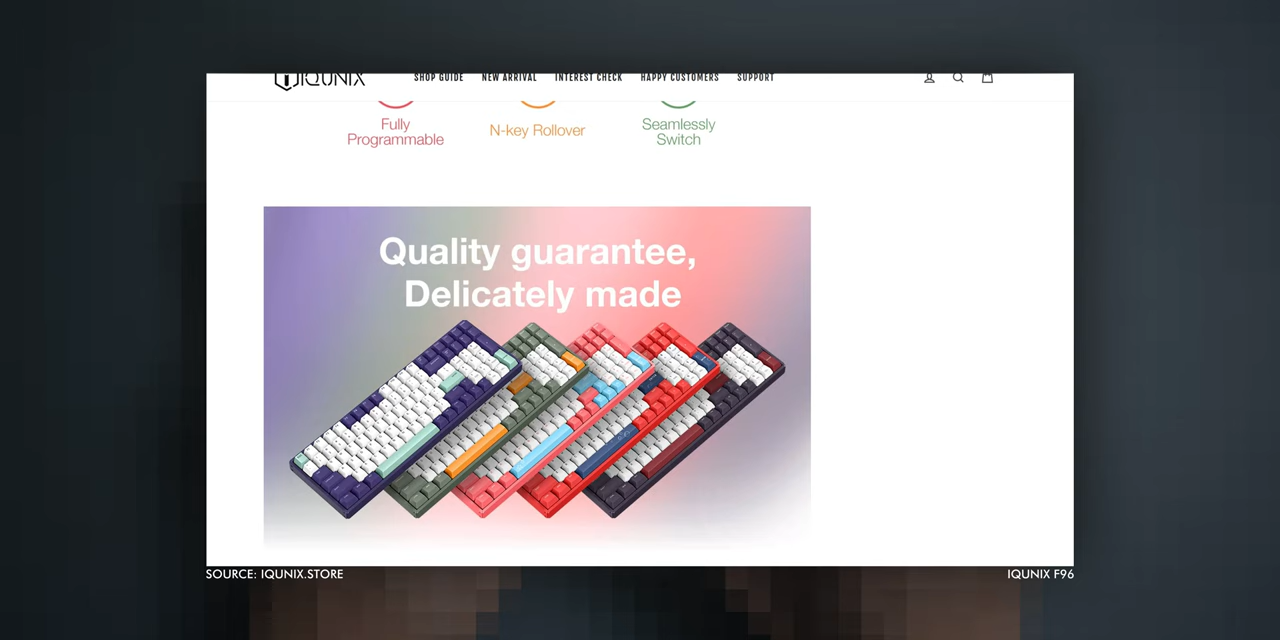 IQUNIX
SHOP GUIDE
NEW ARRIVAL
INTEREST CHECK
HAPPY CUSTOMERS
SUPPORT
Fully
Programmable
N-key Rollover
Seamlessly
Switch
Quality guarantee,
Delicately made
SOURCE: IQUNIX.STORE
IQUNIX F96